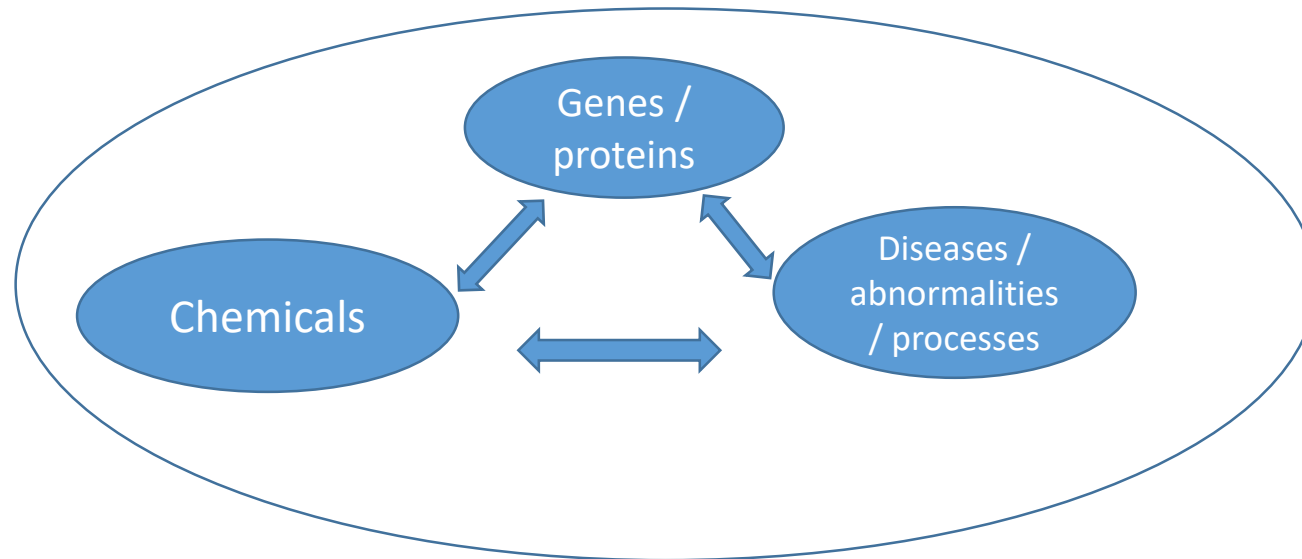 Genes /
proteins
Chemicals
Diseases /
abnormalities
/ processes